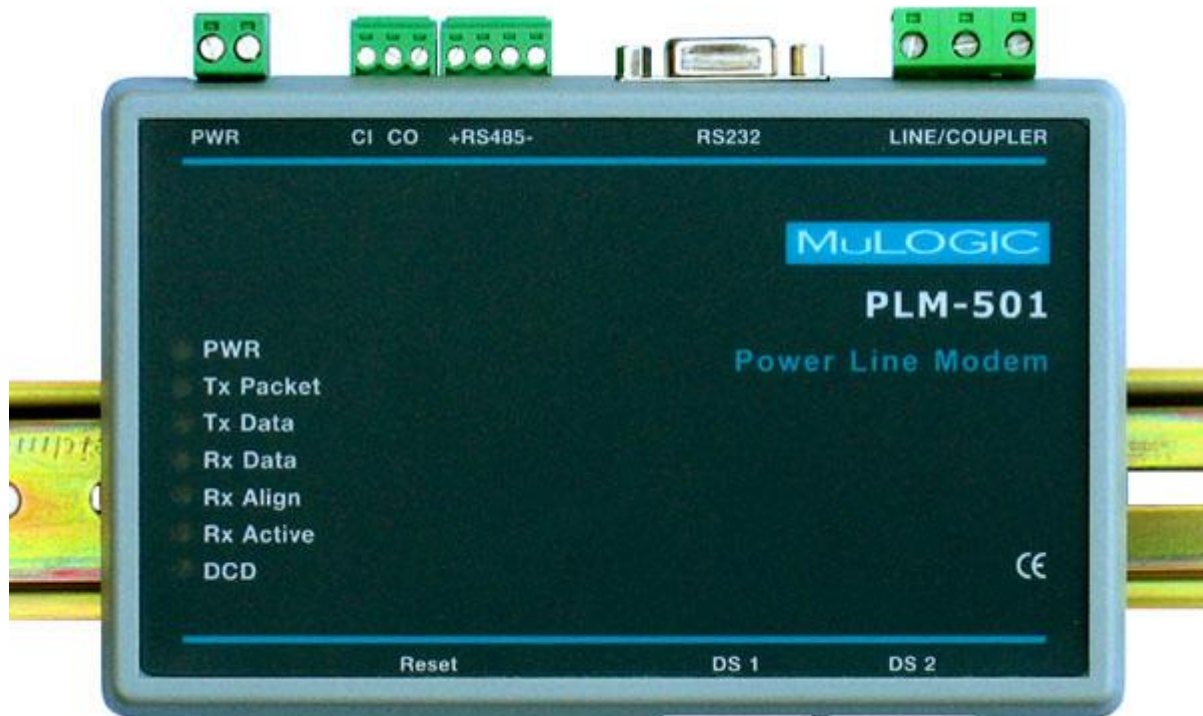 PWR CI CO +RS485- RS232 LINE/COUPLER
MuLOGIC
PLM-501
Power Line Modem
PWR
Tx Packet
Tx Data
Rx Data
Rx Align
Rx Active
DCD
CE
Reset DS 1 DS 2